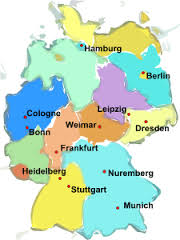 Hamburg
Berlin
Leipzig
Cologne
Weimar
Dresden
Bonn
Frankfurt
Heidelberg
Nuremberg
Stuttgart
Munich